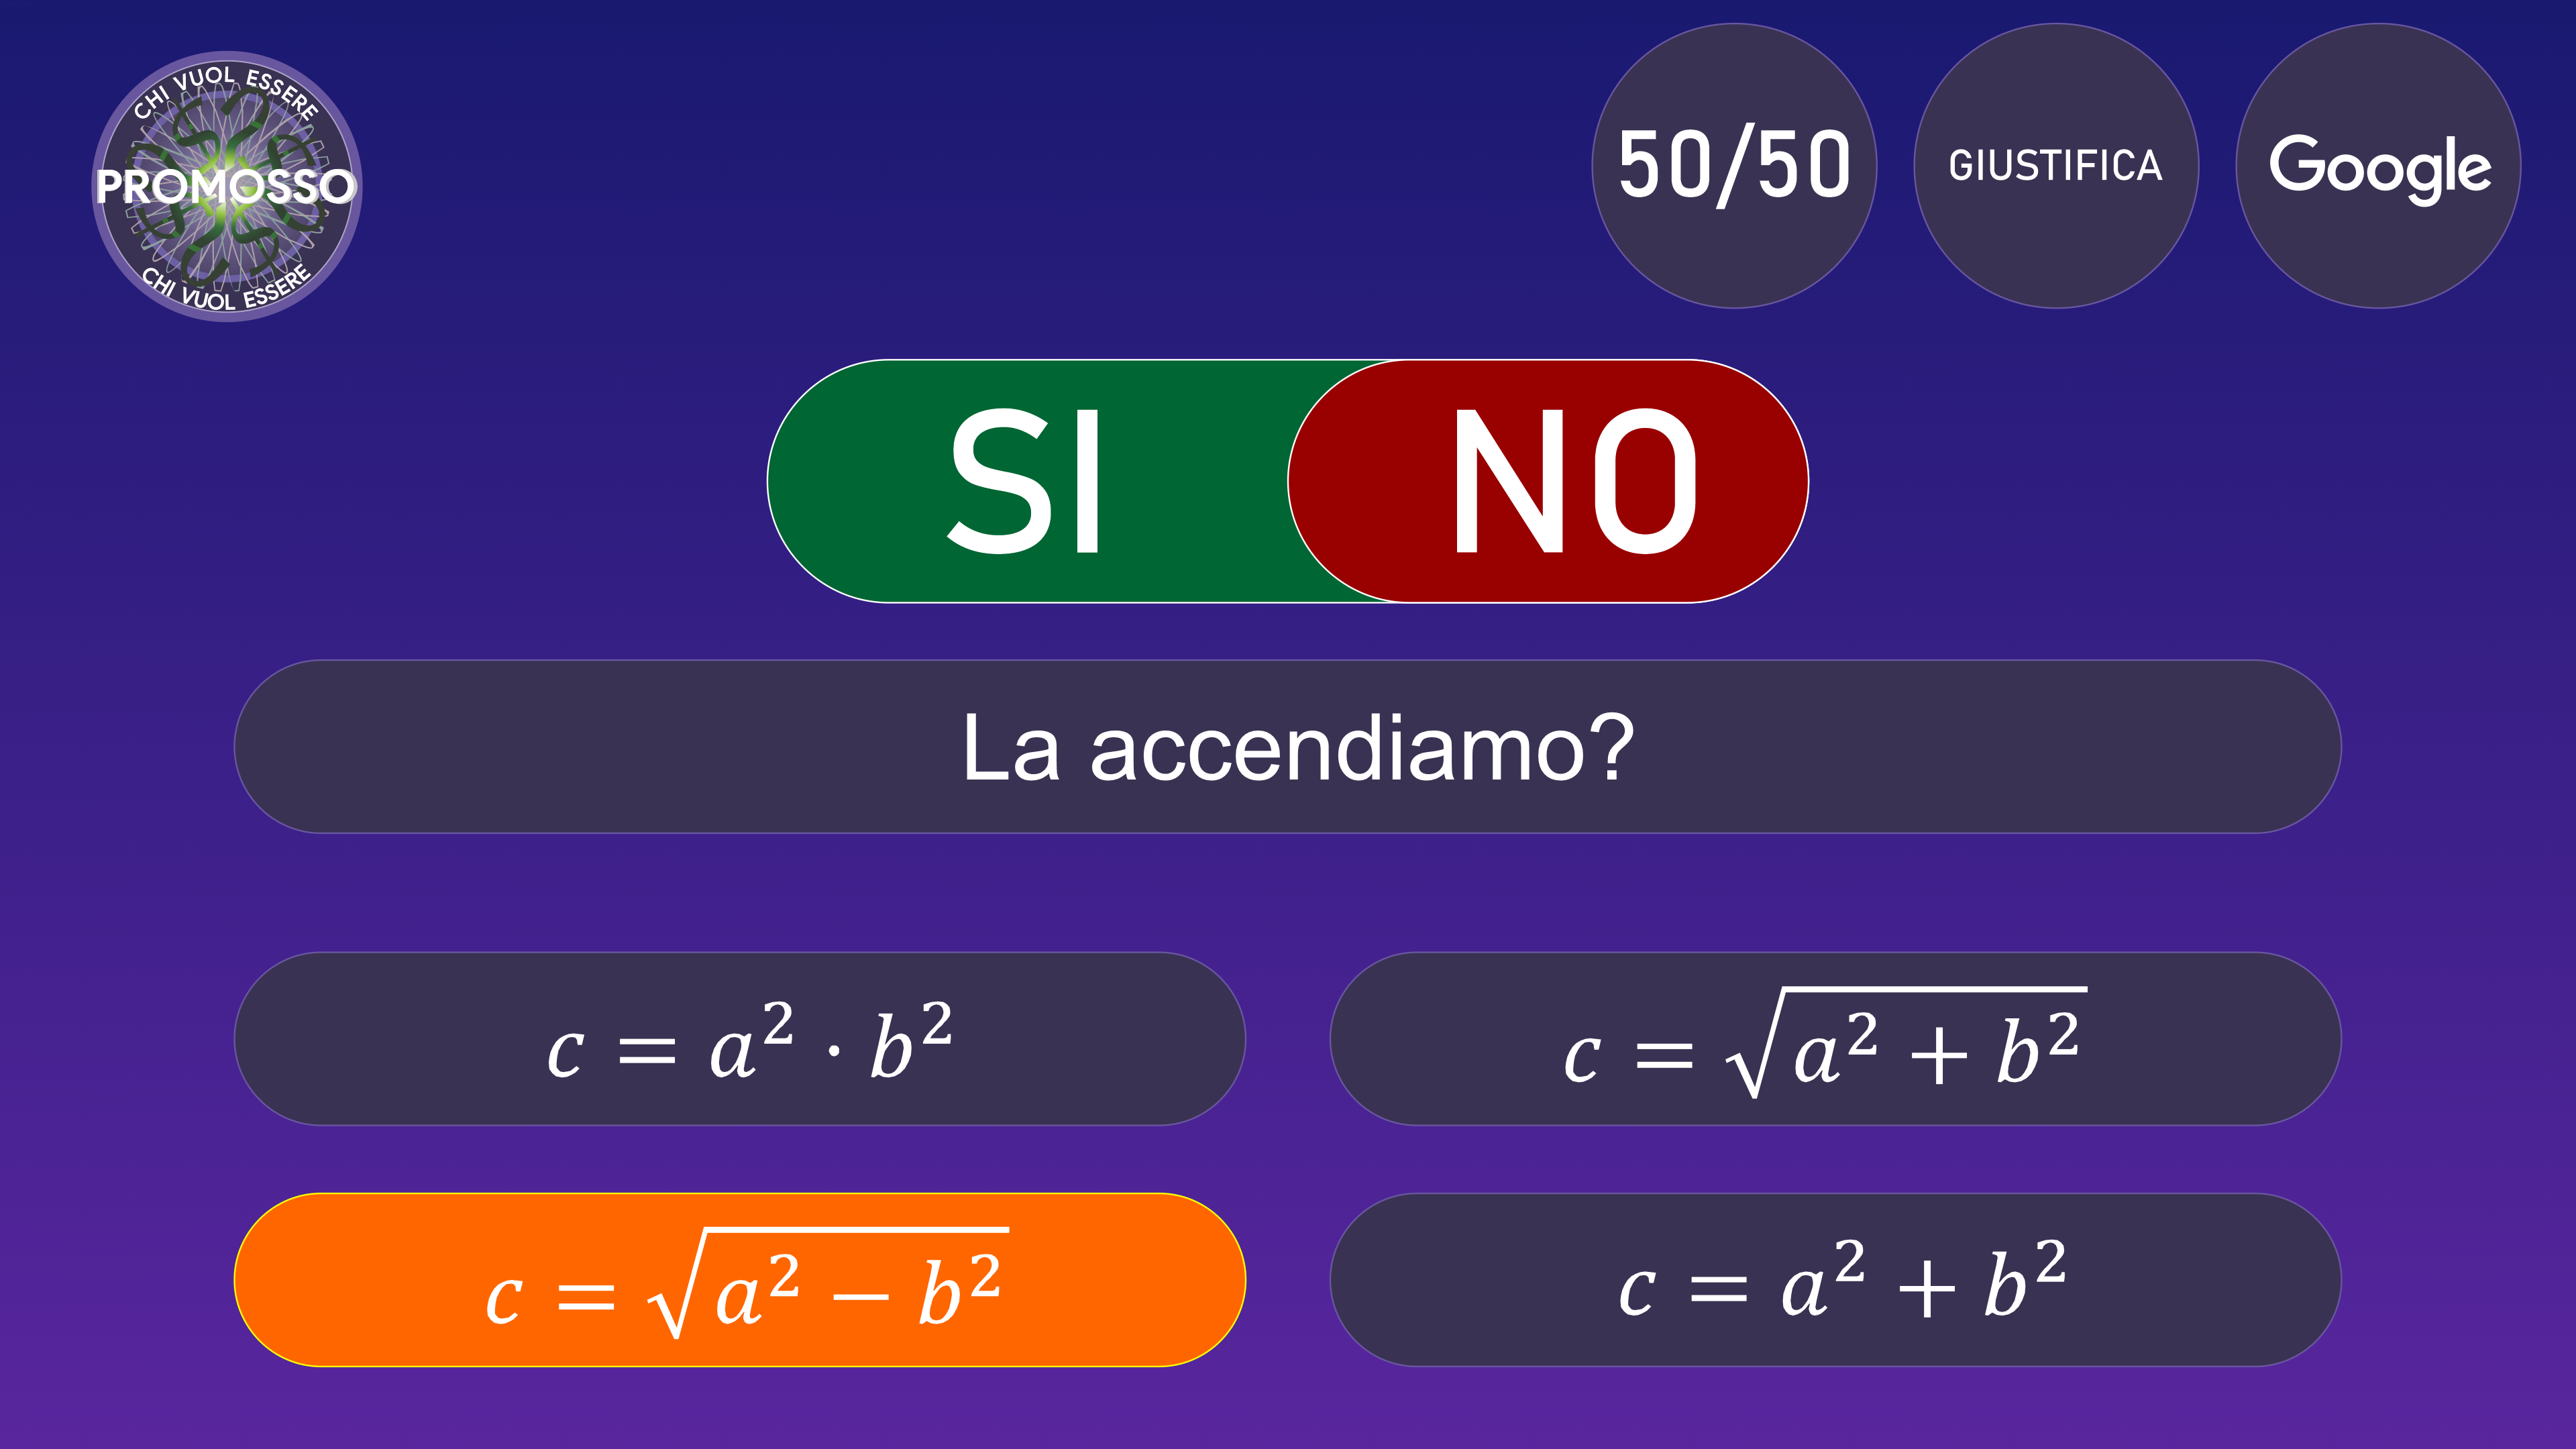 CHI VUOL ESSERE
PROMOSSO
CHI VUOL ESSERE
50/50
GIUSTIFICA
Google
SI
NO
La accendiamo?
c = a² · b²
c = √(a² + b²)
c = √(a² − b²)
c = a² + b²